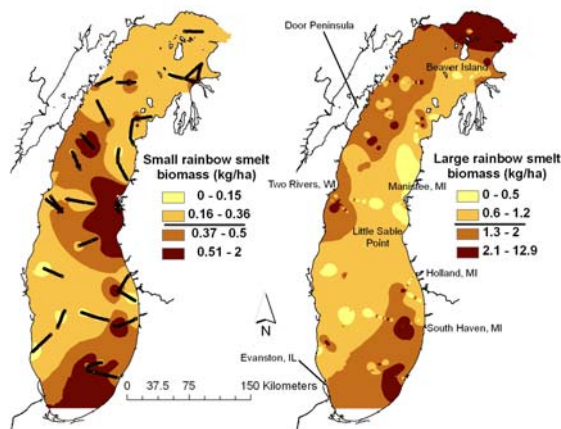 Door Peninsula
Beaver Island
Small rainbow smelt
biomass (kg/ha)
0 - 0.15
0.16 - 0.36
0.37 - 0.5
0.51 - 2
Large rainbow smelt
biomass (kg/ha)
0 - 0.5
0.6 - 1.2
1.3 - 2
2.1 - 12.9
Two Rivers, WI
Manistee, MI
Little Sable
Point
Holland, MI
South Haven, MI
Evanston, IL
N
0 37.5 75 150 Kilometers